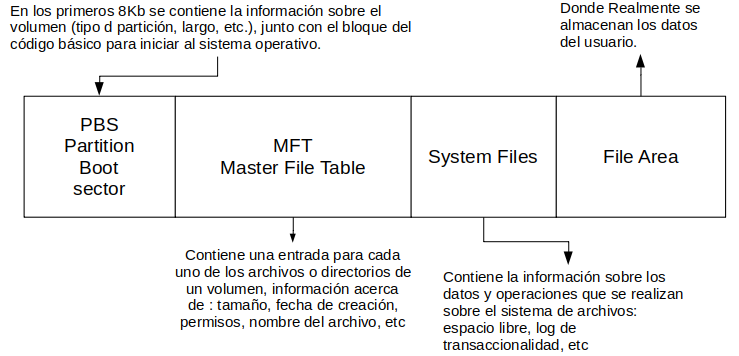 En los primeros 8Kb se contiene la información sobre el
volumen (tipo d partición, largo, etc.), junto con el bloque del
código básico para iniciar al sistema operativo.
Donde Realmente se
almacenan los datos
del usuario.
PBS
Partition
Boot
sector
MFT
Master File Table
System Files
File Area
Contiene una entrada para cada
uno de los archivos o directorios de
un volumen, información acerca
de : tamaño, fecha de creación,
permisos, nombre del archivo, etc
Contiene la información sobre los
datos y operaciones que se realizan
sobre el sistema de archivos:
espacio libre, log de
transaccionalidad, etc